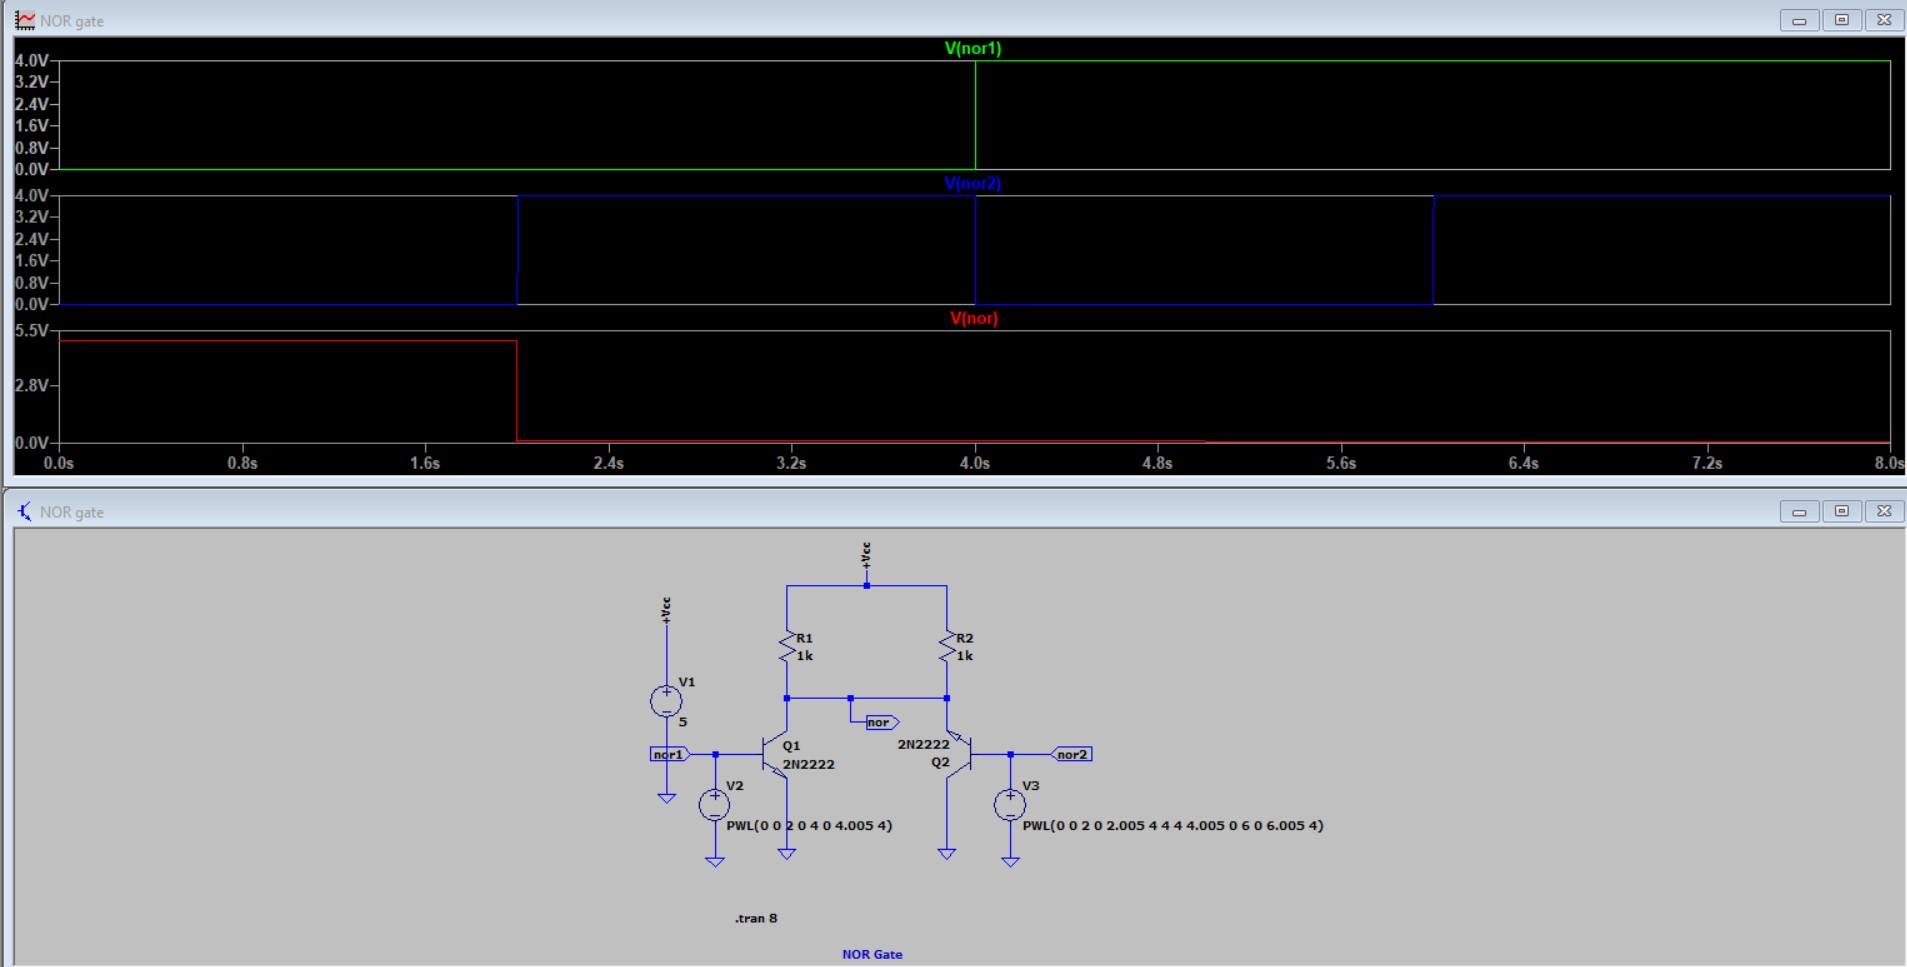 NOR gate
V(nor1)
4.0V
3.2V
2.4V
1.6V
0.8V
0.0V
V(nor2)
4.0V
3.2V
2.4V
1.6V
0.8V
0.0V
V(nor)
5.5V
2.8V
0.0V
0.0s 0.8s 1.6s 2.4s 3.2s 4.0s 4.8s 5.6s 6.4s 7.2s 8.0s
NOR gate
+Vcc
+Vcc
R1
1k
R2
1k
V1
5
nor
nor1
Q1
2N2222
2N2222
Q2
nor2
V2
PWL(0 0 2 0 4 0 4.005 4)
V3
PWL(0 0 2 0 2.005 4 4 4 4.005 0 6 0 6.005 4)
.tran 8
NOR Gate